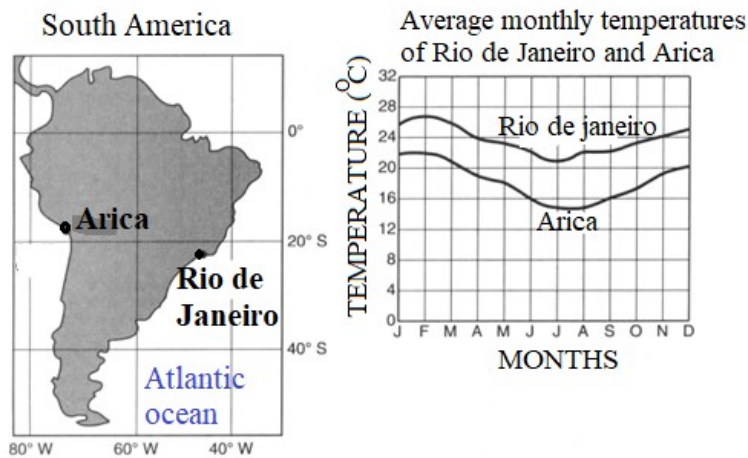 South America
0°
Arica
20° S
Rio de
Janeiro
40° S
Atlantic
ocean
80° W
60° W
40° W
Average monthly temperatures
of Rio de Janeiro and Arica
TEMPERATURE (°C)
32
28
24
20
16
12
8
4
0
Rio de janeiro
Arica
J F M A M J J A S O N D
MONTHS